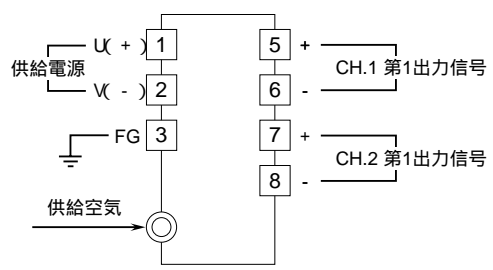 U( + ) 1
供給電源
V( - ) 2
FG 3
供給空気
5 +
CH.1 第1出力信号
6 -
7 +
CH.2 第1出力信号
8 -